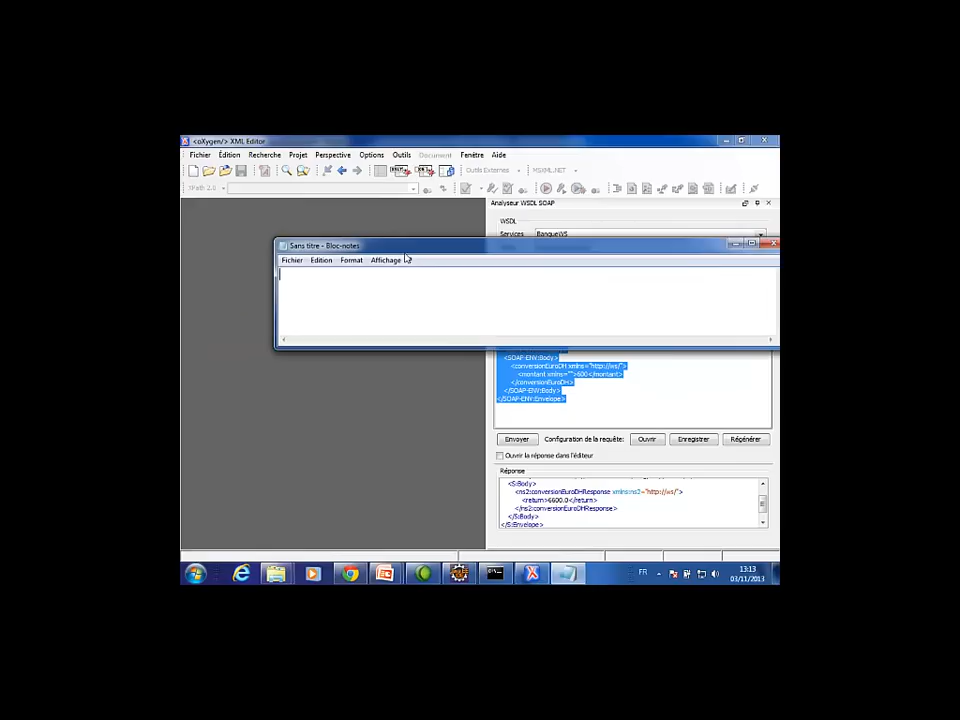 <oXygen/> XML Editor
Fichier Édition Recherche Projet Perspective Options Outils Document Fenêtre Aide
Outils Externes MSXML.NET
XPath 2.0
Analyseur WSDL SOAP
WSDL
Services BanqueWS
Sans titre - Bloc-notes
Fichier Edition Format Affichage
<SOAP-ENV:Body>
<conversionEuroDH xmlns="http://ws/">
<montant xmlns="">600</montant>
</conversionEuroDH>
</SOAP-ENV:Body>
</SOAP-ENV:Envelope>
Envoyer Configuration de la requête: Ouvrir Enregistrer Régénérer
Ouvrir la réponse dans l'éditeur
Réponse
<S:Body>
<ns2:conversionEuroDHResponse xmlns:ns2="http://ws/">
<return>6600.0</return>
</ns2:conversionEuroDHResponse>
</S:Body>
</S:Envelope>
FR 13:13
03/11/2013